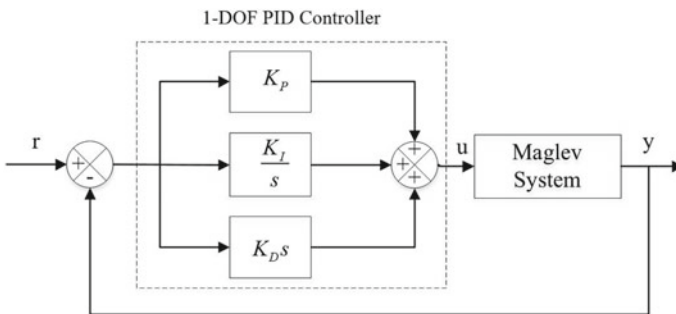 1-DOF PID Controller
K_P
r
+
-
K_I
s
+
+
+
u
Maglev
System
y
K_D s